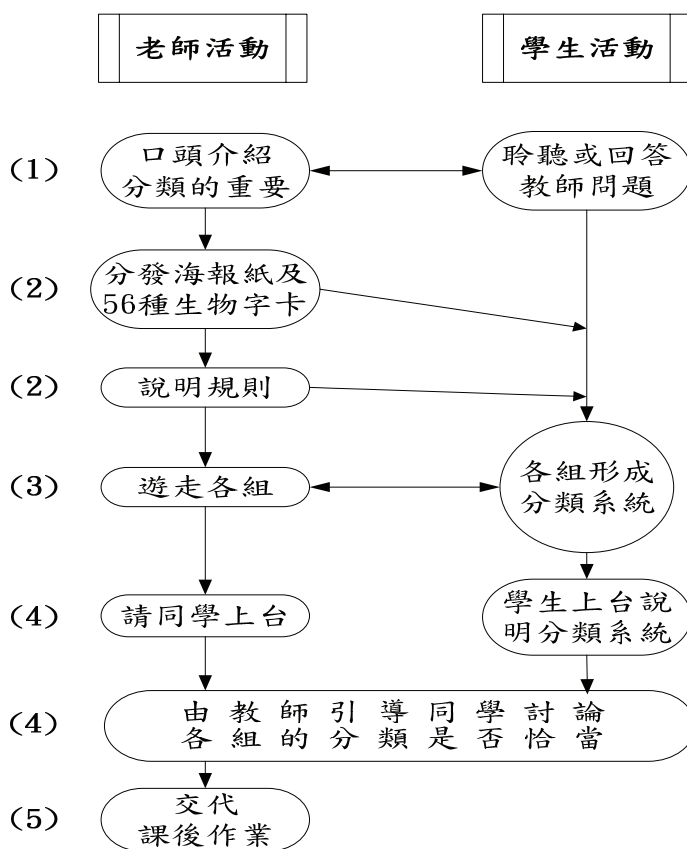 老師活動
學生活動
(1)
口頭介紹
分類的重要
聆聽或回答
教師問題
(2)
分發海報紙及
56種生物字卡
(2)
說明規則
(3)
遊走各組
各組形成
分類系統
(4)
請同學上台
學生上台說
明分類系統
(4)
由教師引導同學討論
各組的分類是否恰當
(5)
交代
課後作業